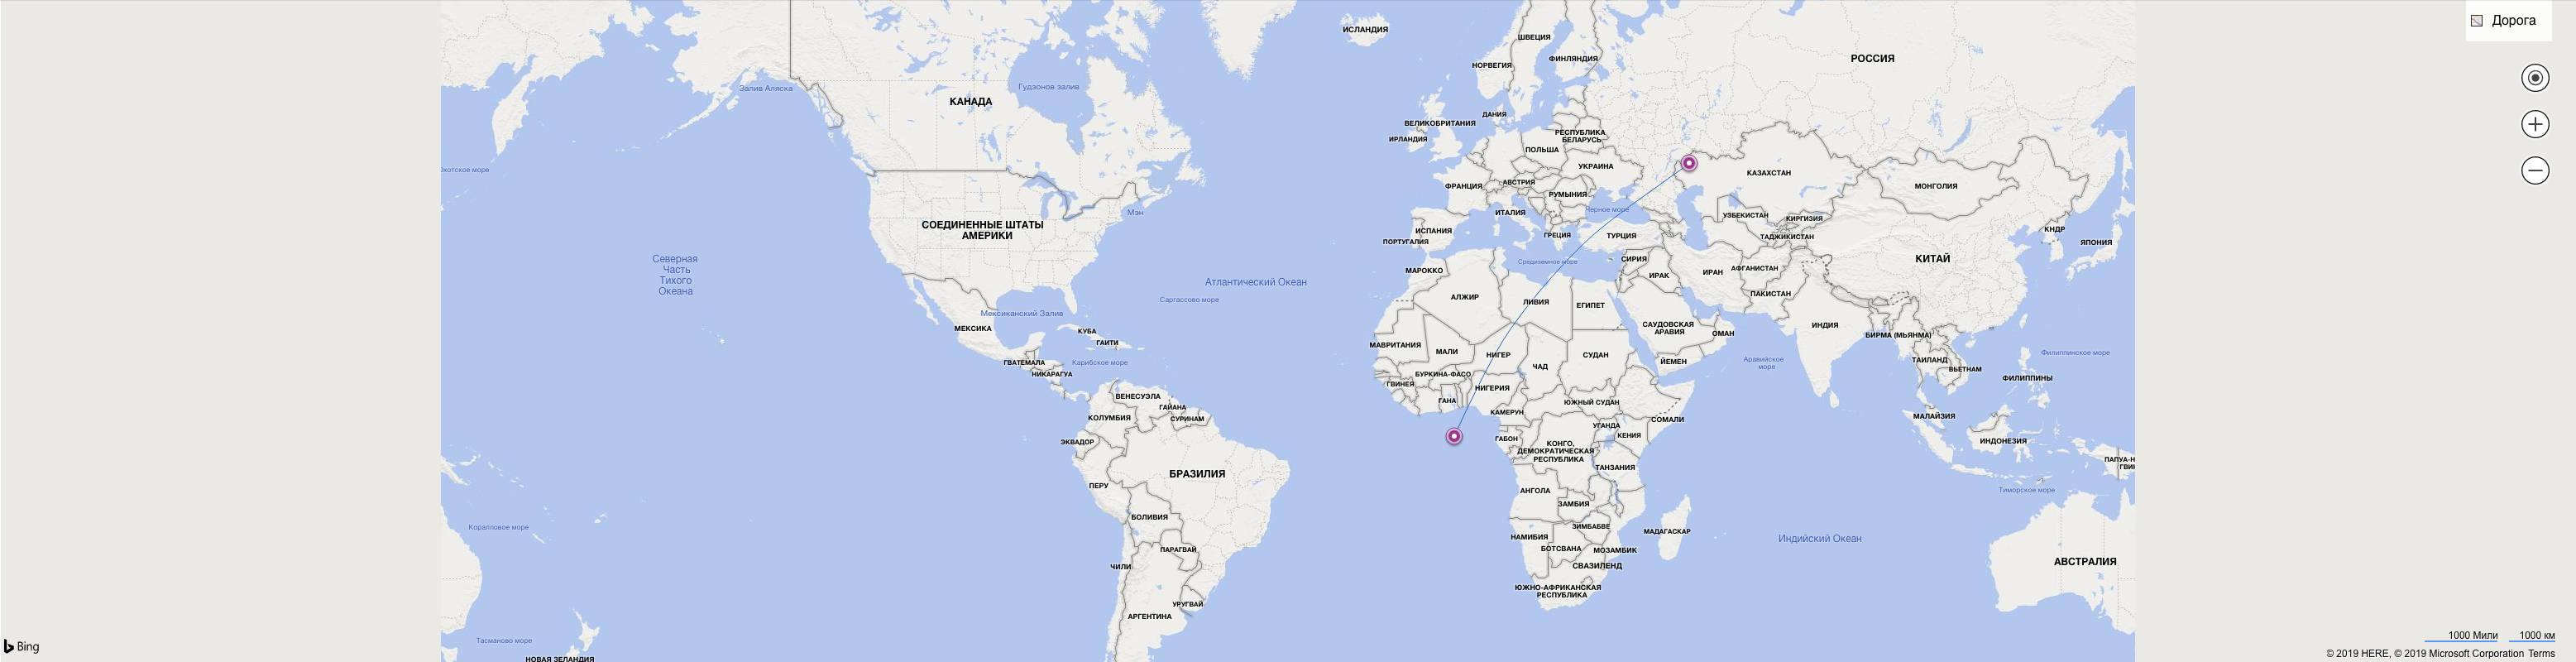 Дорога
ИСЛАНДИЯ
ШВЕЦИЯ
ФИНЛЯНДИЯ
НОРВЕГИЯ
РОССИЯ
Залив Аляска
Гудзонов залив
КАНАДА
ДАНИЯ
ВЕЛИКОБРИТАНИЯ
ИРЛАНДИЯ
РЕСПУБЛИКА
БЕЛАРУСЬ
ПОЛЬША
УКРАИНА
Охотское море
КАЗАХСТАН
ФРАНЦИЯ
АВСТРИЯ
МОНГОЛИЯ
РУМЫНИЯ
Мэн
ИТАЛИЯ
Черное море
УЗБЕКИСТАН
КИРГИЗИЯ
СОЕДИНЕННЫЕ ШТАТЫ
АМЕРИКИ
ИСПАНИЯ
ПОРТУГАЛИЯ
ГРЕЦИЯ
ТУРЦИЯ
ТАДЖИКИСТАН
КНДР
ЯПОНИЯ
Северная
Часть
Тихого
Океана
Средиземное море
СИРИЯ
КИТАЙ
МАРОККО
ИРАК
ИРАН
АФГАНИСТАН
Атлантический Океан
Саргассово море
АЛЖИР
ЛИВИЯ
ЕГИПЕТ
ПАКИСТАН
Мексиканский Залив
МЕКСИКА
КУБА
ГАИТИ
САУДОВСКАЯ
АРАВИЯ
ОМАН
ИНДИЯ
БИРМА (МЬЯНМА)
МАВРИТАНИЯ
МАЛИ
НИГЕР
СУДАН
ЙЕМЕН
Аравийское
море
ТАИЛАНД
Филиппинское море
ГВАТЕМАЛА
Карибское море
НИКАРАГУА
ЧАД
БУРКИНА-ФАСО
ВЬЕТНАМ
ФИЛИППИНЫ
ГВИНЕЯ
НИГЕРИЯ
ВЕНЕСУЭЛА
ГАЙАНА
КОЛУМБИЯ
СУРИНАМ
ГАНА
КАМЕРУН
ЮЖНЫЙ СУДАН
СОМАЛИ
МАЛАЙЗИЯ
ЭКВАДОР
ГАБОН
УГАНДА
КЕНИЯ
ИНДОНЕЗИЯ
КОНГО,
ДЕМОКРАТИЧЕСКАЯ
РЕСПУБЛИКА
ПАПУА-Н
ГВИ
БРАЗИЛИЯ
ТАНЗАНИЯ
ПЕРУ
АНГОЛА
Тиморское море
ЗАМБИЯ
БОЛИВИЯ
Коралловое море
ЗИМБАБВЕ
МАДАГАСКАР
НАМИБИЯ
Индийский Океан
ПАРАГВАЙ
БОТСВАНА
МОЗАМБИК
ЧИЛИ
СВАЗИЛЕНД
АВСТРАЛИЯ
ЮЖНО-АФРИКАНСКАЯ
РЕСПУБЛИКА
УРУГВАЙ
АРГЕНТИНА
Тасманово море
НОВАЯ ЗЕЛАНДИЯ
Bing
1000 Мили 1000 км
© 2019 HERE, © 2019 Microsoft Corporation Terms